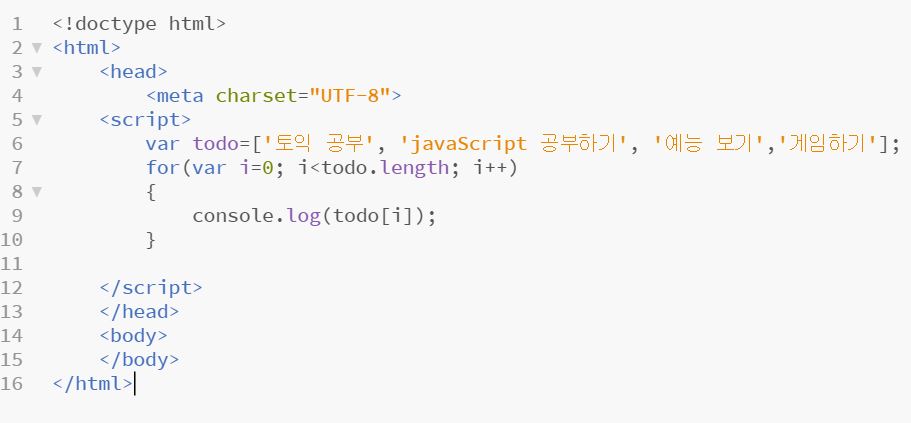 1 <!doctype html>
2 <html>
3 <head>
4 <meta charset="UTF-8">
5 <script>
6 var todo=['토익 공부', 'javaScript 공부하기', '예능 보기','게임하기'];
7 for(var i=0; i<todo.length; i++)
8 {
9 console.log(todo[i]);
10 }
11
12 </script>
13 </head>
14 <body>
15 </body>
16 </html>